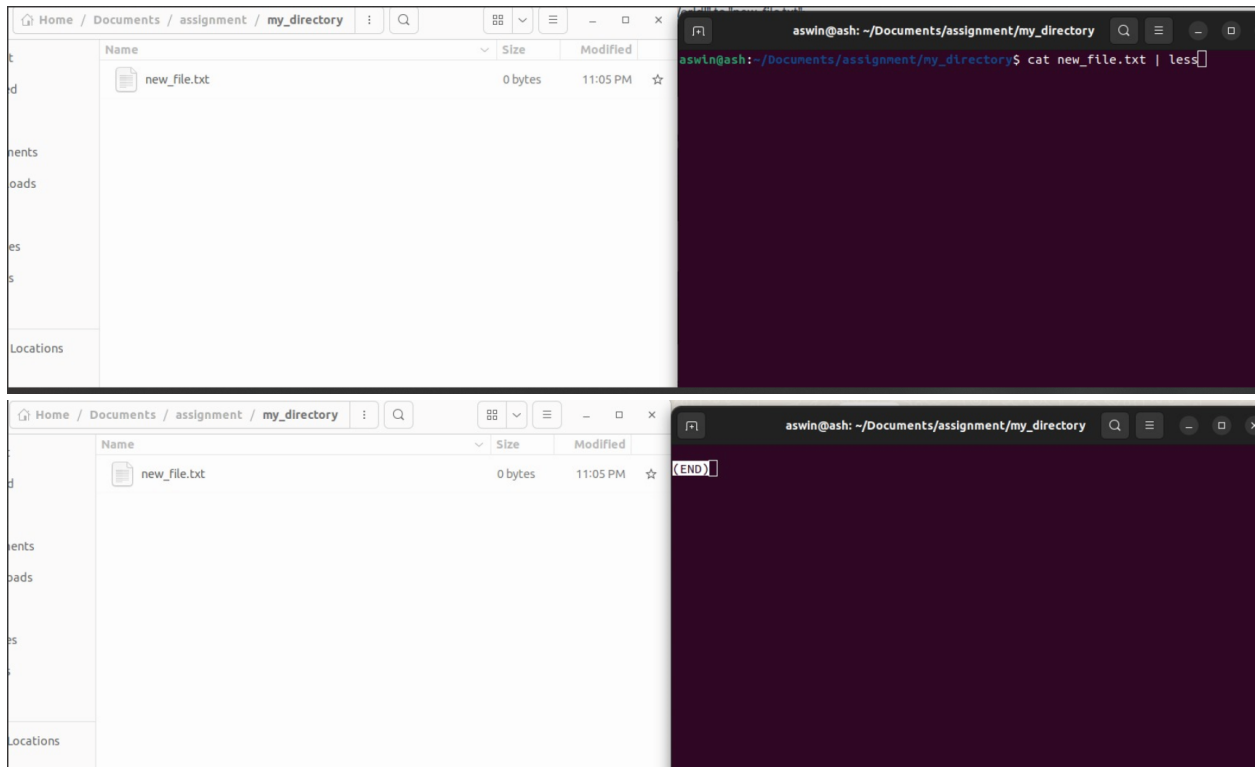 Home / Documents / assignment / my_directory
Name Size Modified
new_file.txt 0 bytes 11:05 PM
Locations
aswin@ash: ~/Documents/assignment/my_directory
aswin@ash:~/Documents/assignment/my_directory$ cat new_file.txt | less
Home / Documents / assignment / my_directory
Name Size Modified
new_file.txt 0 bytes 11:05 PM
Locations
aswin@ash: ~/Documents/assignment/my_directory
(END)